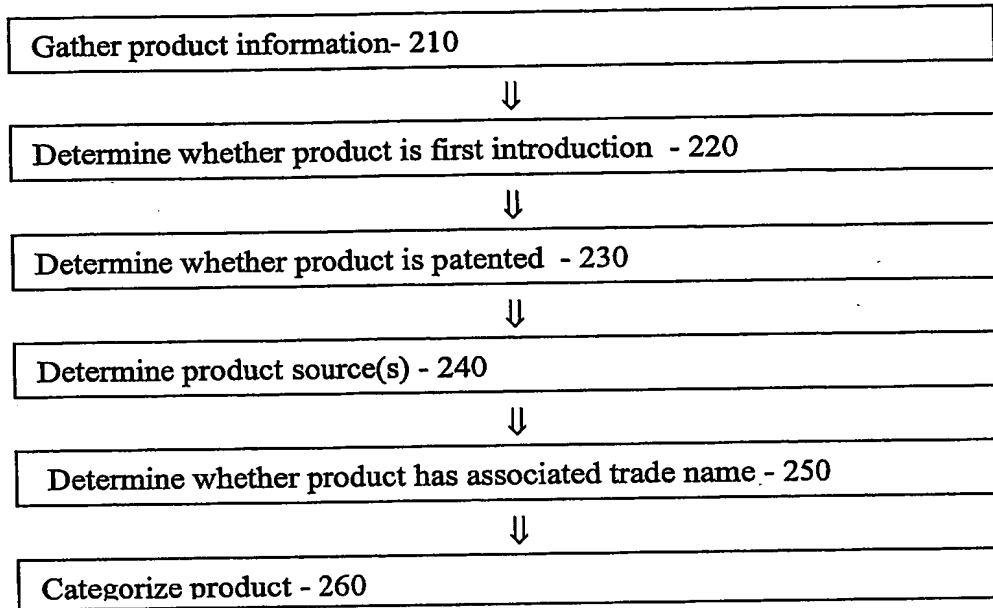 Gather product information- 210
⇓
Determine whether product is first introduction - 220
⇓
Determine whether product is patented - 230
⇓
Determine product source(s) - 240
⇓
Determine whether product has associated trade name - 250
⇓
Categorize product - 260